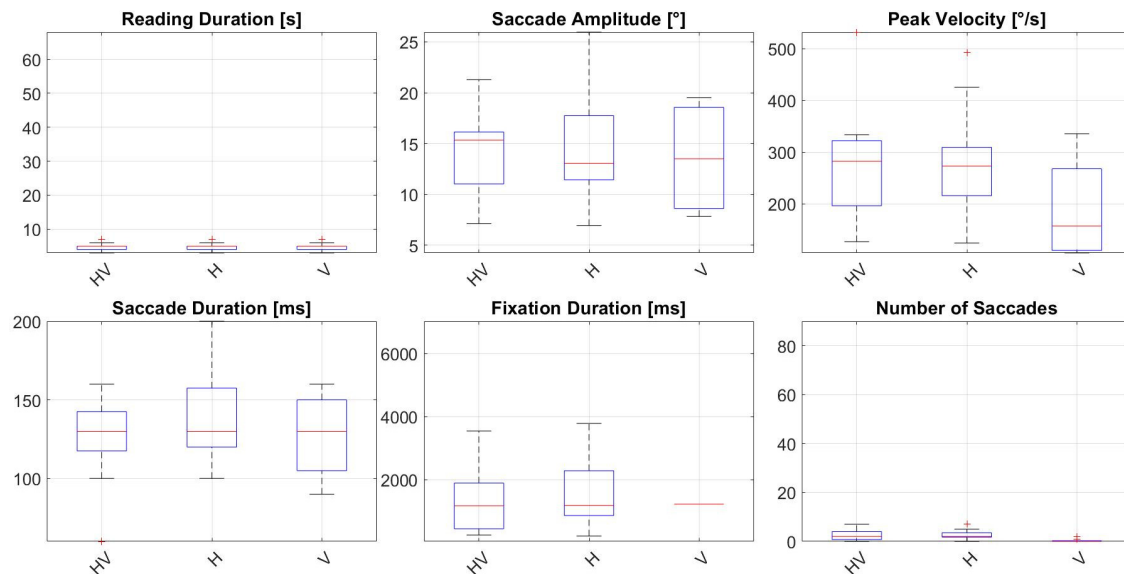 Reading Duration [s]
60
50
40
30
20
10
HV
H
V
Saccade Amplitude [°]
25
20
15
10
5
HV
H
V
Peak Velocity [°/s]
500
400
300
200
HV
H
V
Saccade Duration [ms]
200
150
100
HV
H
V
Fixation Duration [ms]
6000
4000
2000
HV
H
V
Number of Saccades
80
60
40
20
0
HV
H
V